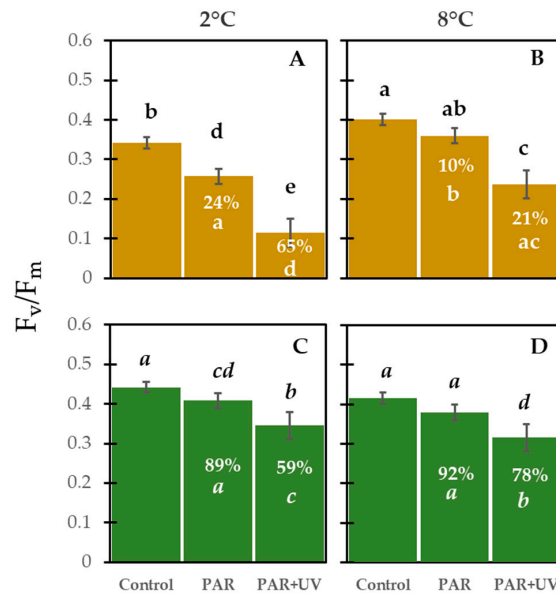 2°C 8°C
0.6 A B
0.5 a ab
b d
0.4 c
0.3 e 10%
24% b
0.2 a 21%
0.1 65% ac
d
0
Fv/Fm
0.6 C D
0.5 a cd a a
b d
0.4
0.3
89% 59% 92% 78%
0.2 a c a b
0.1
0
Control PAR PAR+UV Control PAR PAR+UV